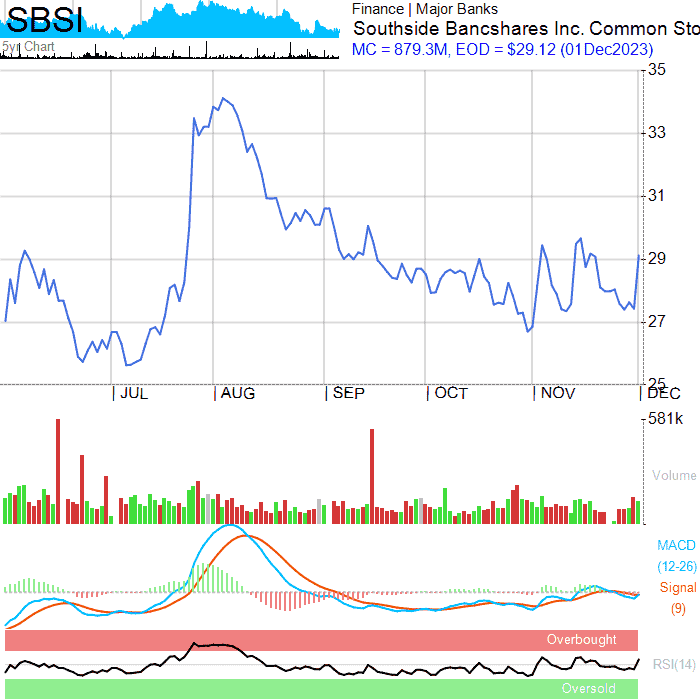 SBSI
5yr Chart
Finance | Major Banks
Southside Bancshares Inc. Common Sto
MC = 879.3M, EOD = $29.12 (01Dec2023)
35
33
31
29
27
25
JUL
AUG
SEP
OCT
NOV
DEC
581k
Volume
MACD
(12-26)
Signal
(9)
Overbought
RSI(14)
Oversold